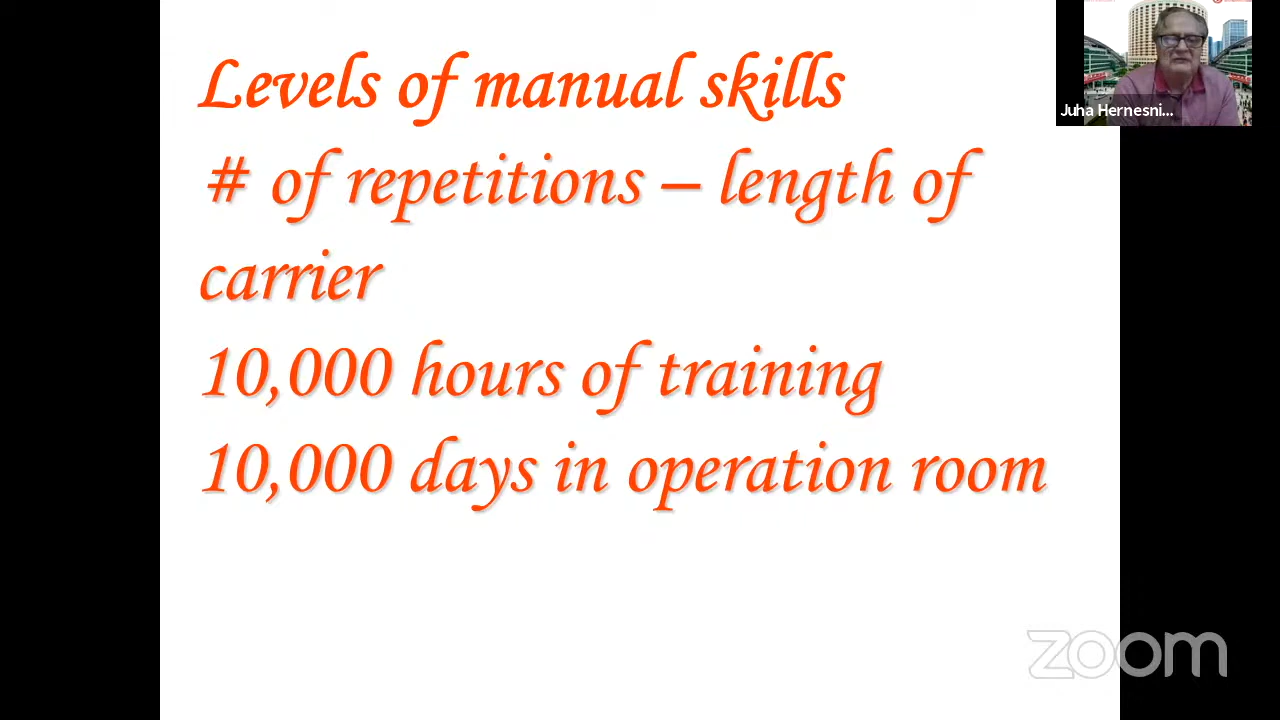 Levels of manual skills
# of repetitions – length of
carrier
10,000 hours of training
10,000 days in operation room
Juha Hernesni...
zoom